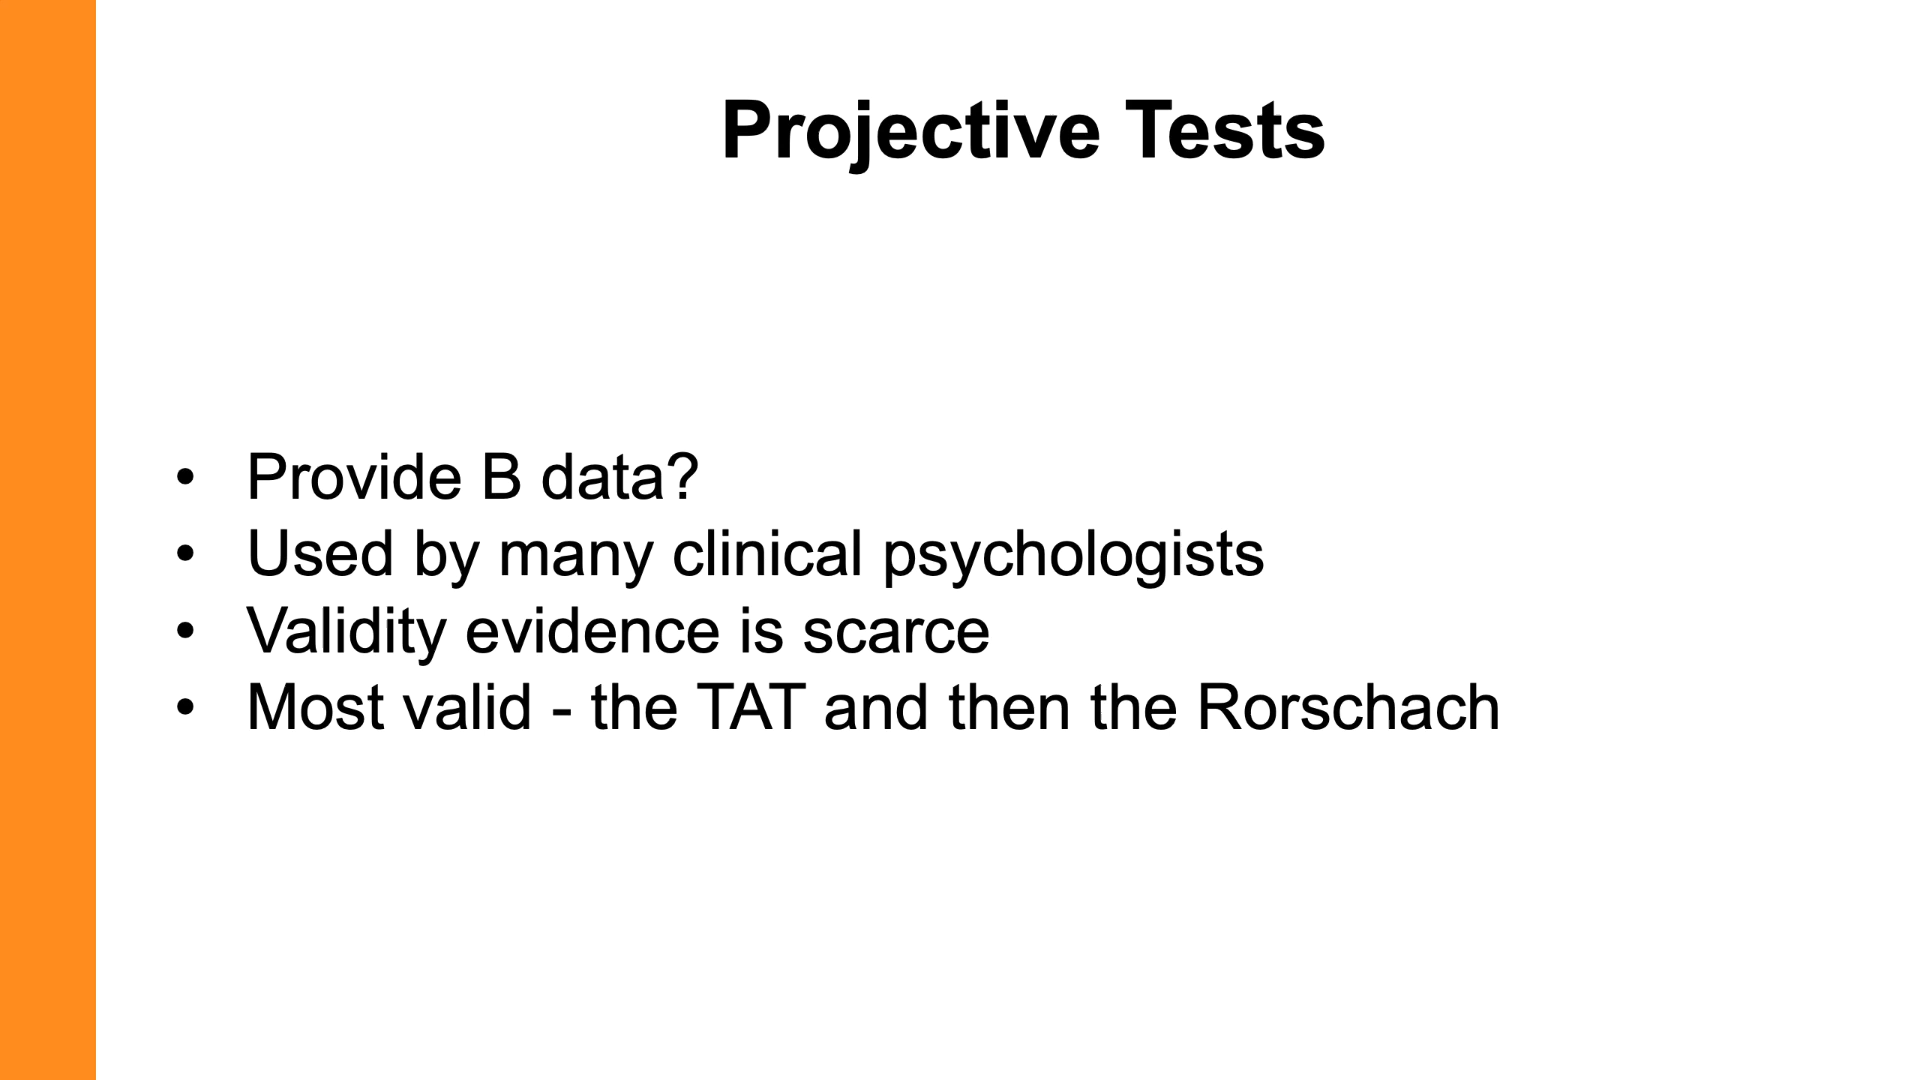 Projective Tests
• Provide B data?
• Used by many clinical psychologists
• Validity evidence is scarce
• Most valid - the TAT and then the Rorschach